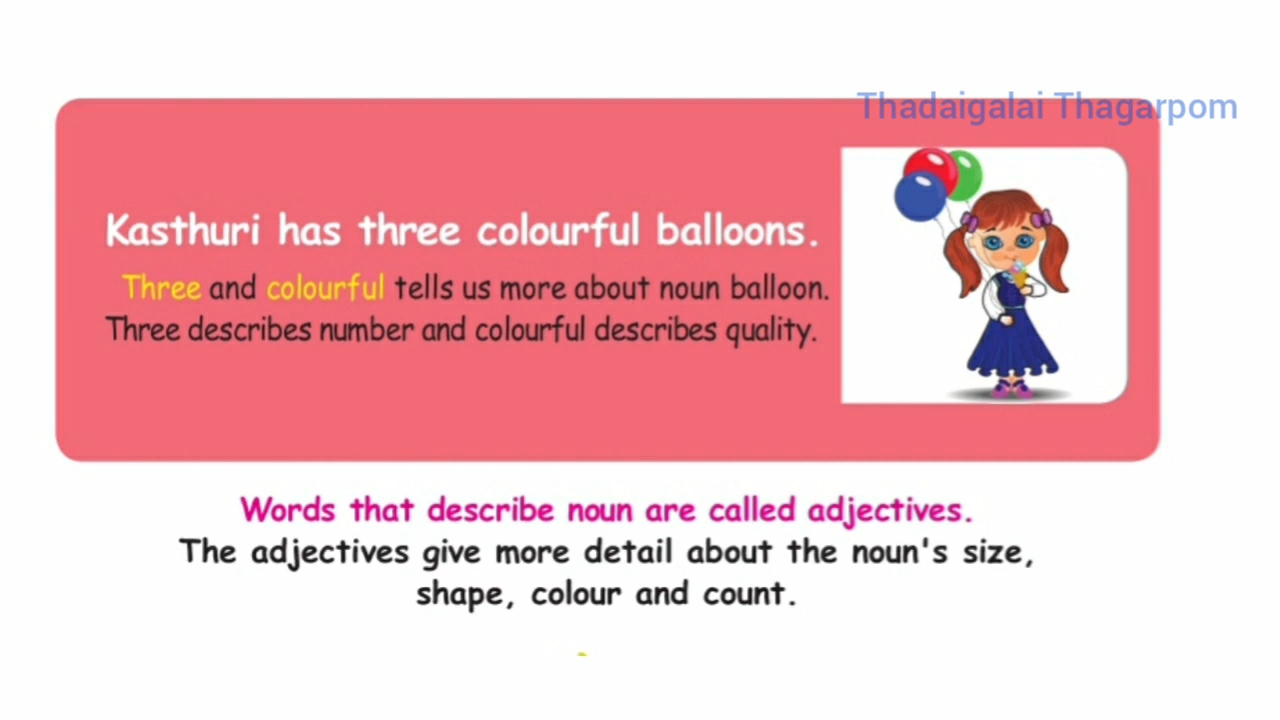 Thadaigalai Thagarpom
Kasthuri has three colourful balloons.
Three and colourful tells us more about noun balloon.
Three describes number and colourful describes quality.
Words that describe noun are called adjectives.
The adjectives give more detail about the noun's size,
shape, colour and count.